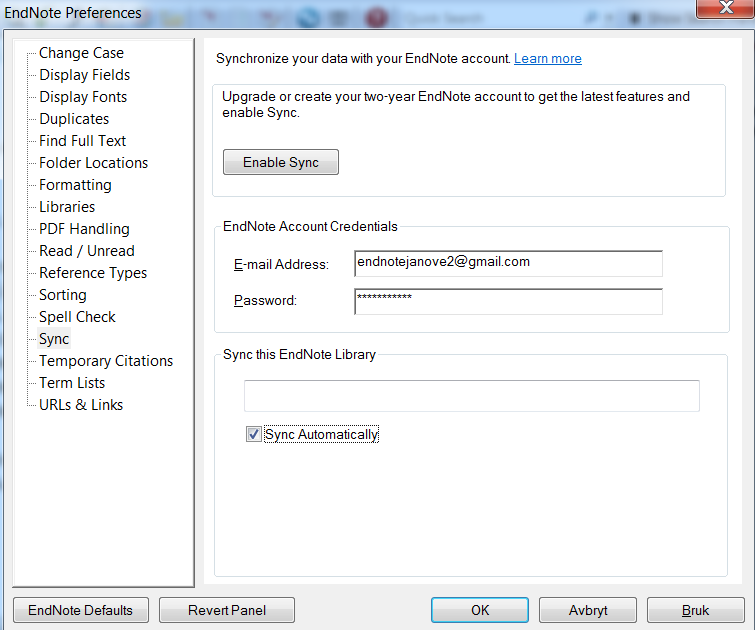 EndNote Preferences
Quick Search
Change Case
Display Fields
Display Fonts
Duplicates
Find Full Text
Folder Locations
Formatting
Libraries
PDF Handling
Read / Unread
Reference Types
Sorting
Spell Check
Sync
Temporary Citations
Term Lists
URLs & Links
Synchronize your data with your EndNote account. Learn more
Upgrade or create your two-year EndNote account to get the latest features and
enable Sync.
Enable Sync
EndNote Account Credentials
E-mail Address:
endnotejanove2@gmail.com
Password:
***********
Sync this EndNote Library
Sync Automatically
EndNote Defaults
Revert Panel
OK
Avbryt
Bruk